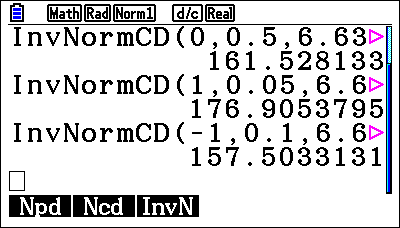 Math Rad Norm1 d/c Real
InvNormCD(0,0.5,6.63
161.528133
InvNormCD(1,0.05,6.6
176.9053795
InvNormCD(-1,0.1,6.6
157.5033131
Npd Ncd InvN